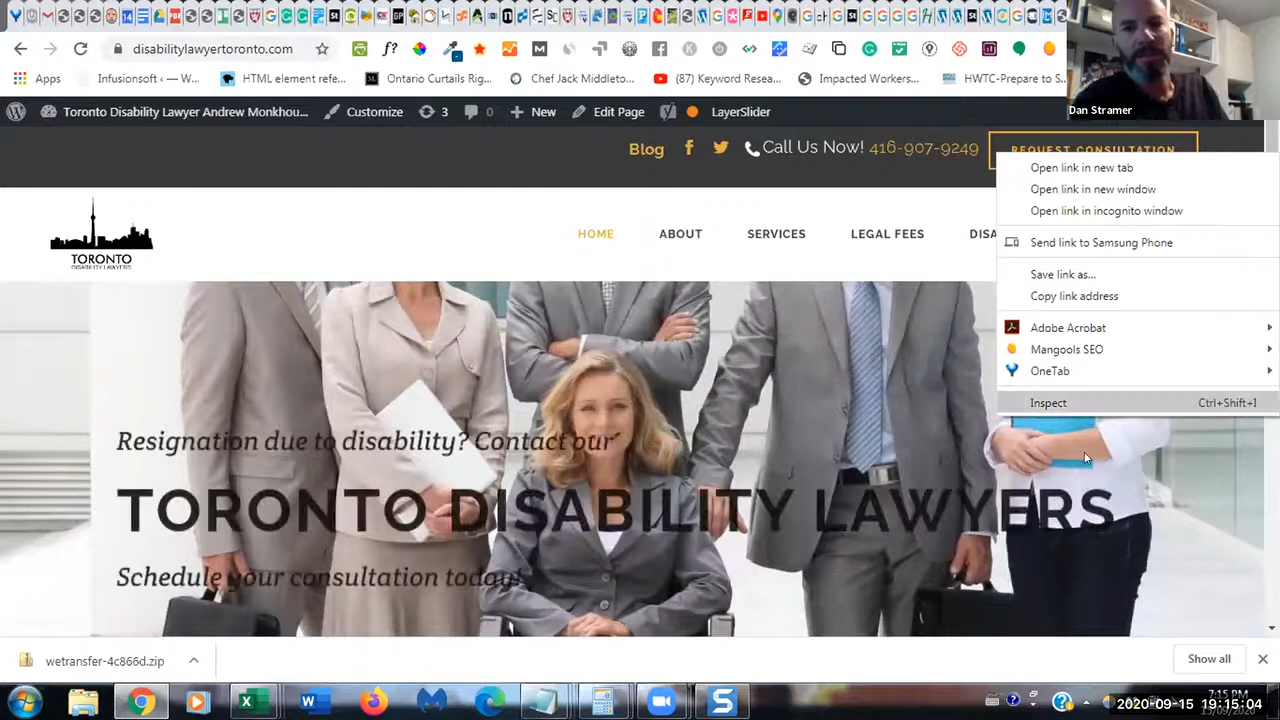 disabilitylawyertoronto.com
Apps
Infusionsoft ‹ — W...
HTML element refe...
Ontario Curtails Rig...
Chef Jack Middleto...
(87) Keyword Resea...
Impacted Workers...
HWTC-Prepare to S...
Dan Stramer
Toronto Disability Lawyer Andrew Monkhou...
Customize
3
0
New
Edit Page
LayerSlider
Blog
Call Us Now! 416-907-9249
REQUEST CONSULTATION
Open link in new tab
Open link in new window
Open link in incognito window
Send link to Samsung Phone
Save link as...
Copy link address
Adobe Acrobat
Mangools SEO
OneTab
Inspect Ctrl+Shift+I
TORONTO
DISABILITY LAWYERS
HOME
ABOUT
SERVICES
LEGAL FEES
DISA
Resignation due to disability? Contact our
TORONTO DISABILITY LAWYERS
Schedule your consultation today!
wetransfer-4c866d.zip
Show all
7:15 PM
2020-09-15 19:15:04